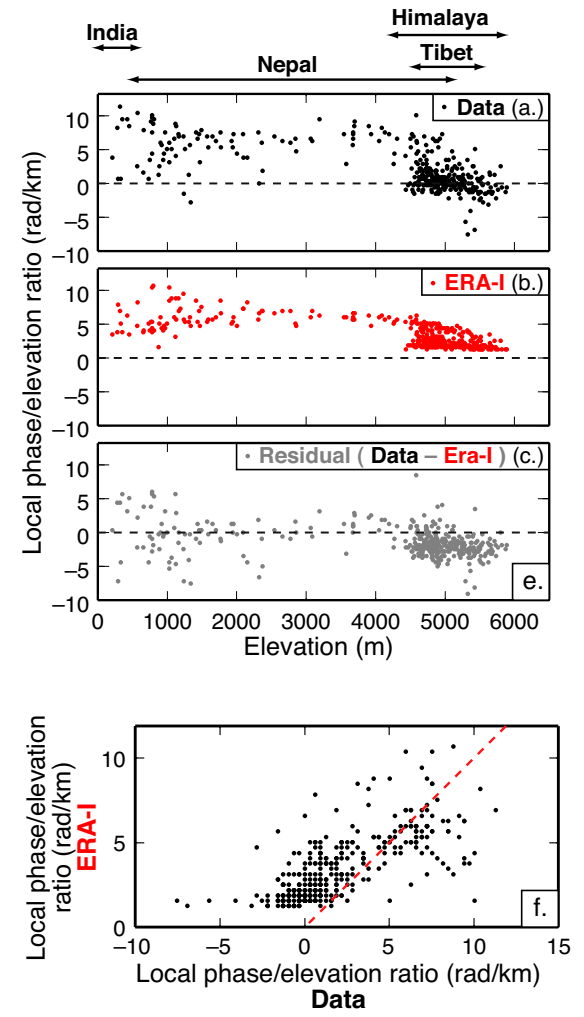 Himalaya
India
Tibet
Nepal
Local phase/elevation ratio (rad/km)
10
5
0
−5
−10
Data (a.)
10
5
0
−5
−10
ERA-I (b.)
10
5
0
−5
−10
Residual ( Data – Era-I ) (c.)
e.
0 1000 2000 3000 4000 5000 6000
Elevation (m)
Local phase/elevation
ratio (rad/km)
ERA-I
10
5
0
f.
−10 −5 0 5 10 15
Local phase/elevation ratio (rad/km)
Data